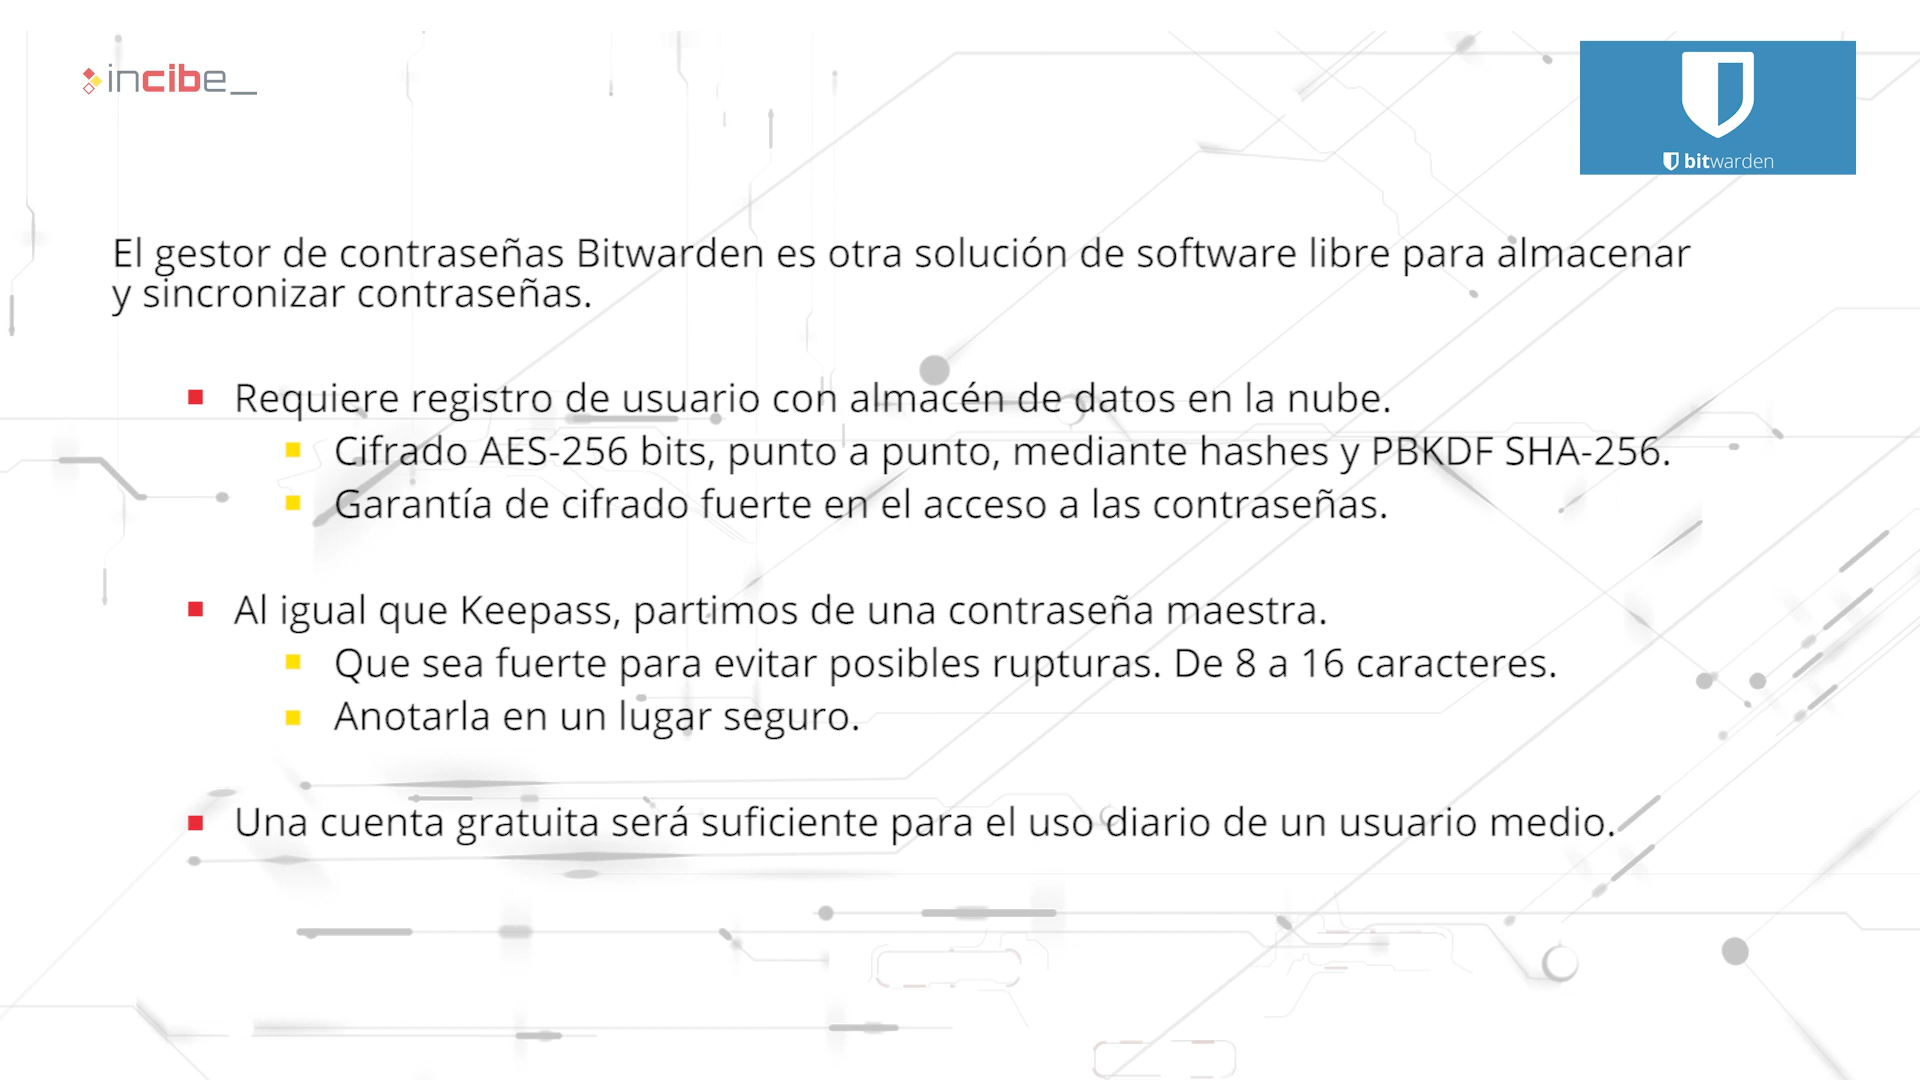 incibe_
bitwarden
El gestor de contraseñas Bitwarden es otra solución de software libre para almacenar
y sincronizar contraseñas.
Requiere registro de usuario con almacén de datos en la nube.
Cifrado AES-256 bits, punto a punto, mediante hashes y PBKDF SHA-256.
Garantía de cifrado fuerte en el acceso a las contraseñas.
Al igual que Keepass, partimos de una contraseña maestra.
Que sea fuerte para evitar posibles rupturas. De 8 a 16 caracteres.
Anotarla en un lugar seguro.
Una cuenta gratuita será suficiente para el uso diario de un usuario medio.